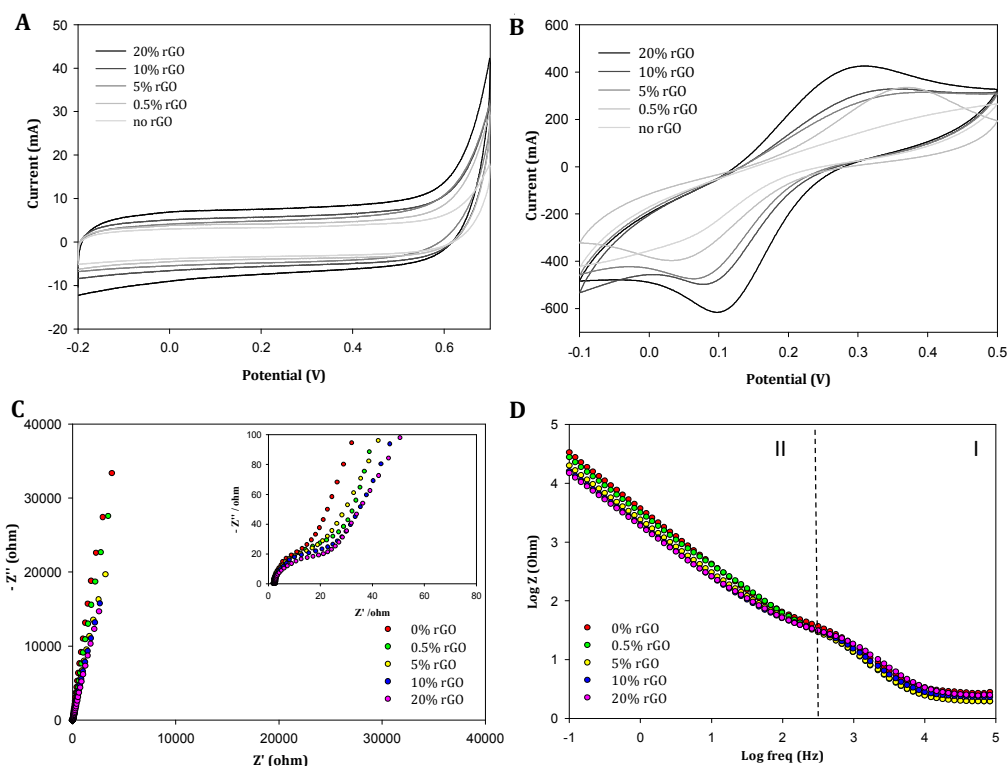 A
50
40
30
20
10
0
-10
-20
Current (mA)
20% rGO
10% rGO
5% rGO
0.5% rGO
no rGO
-0.2
0.0
0.2
0.4
0.6
Potential (V)
B
600
400
200
0
-200
-400
-600
Current (mA)
20% rGO
10% rGO
5% rGO
0.5% rGO
no rGO
-0.1
0.0
0.1
0.2
0.3
0.4
0.5
Potential (V)
C
40000
30000
20000
10000
0
- Z'' (ohm)
100
80
60
40
20
0
- Z'' / ohm
0
20
40
60
80
Z' /ohm
0% rGO
0.5% rGO
5% rGO
10% rGO
20% rGO
0
10000
20000
30000
40000
Z' (ohm)
D
II
I
5
4
3
2
1
0
Log Z (Ohm)
0% rGO
0.5% rGO
5% rGO
10% rGO
20% rGO
-1
0
1
2
3
4
5
Log freq (Hz)